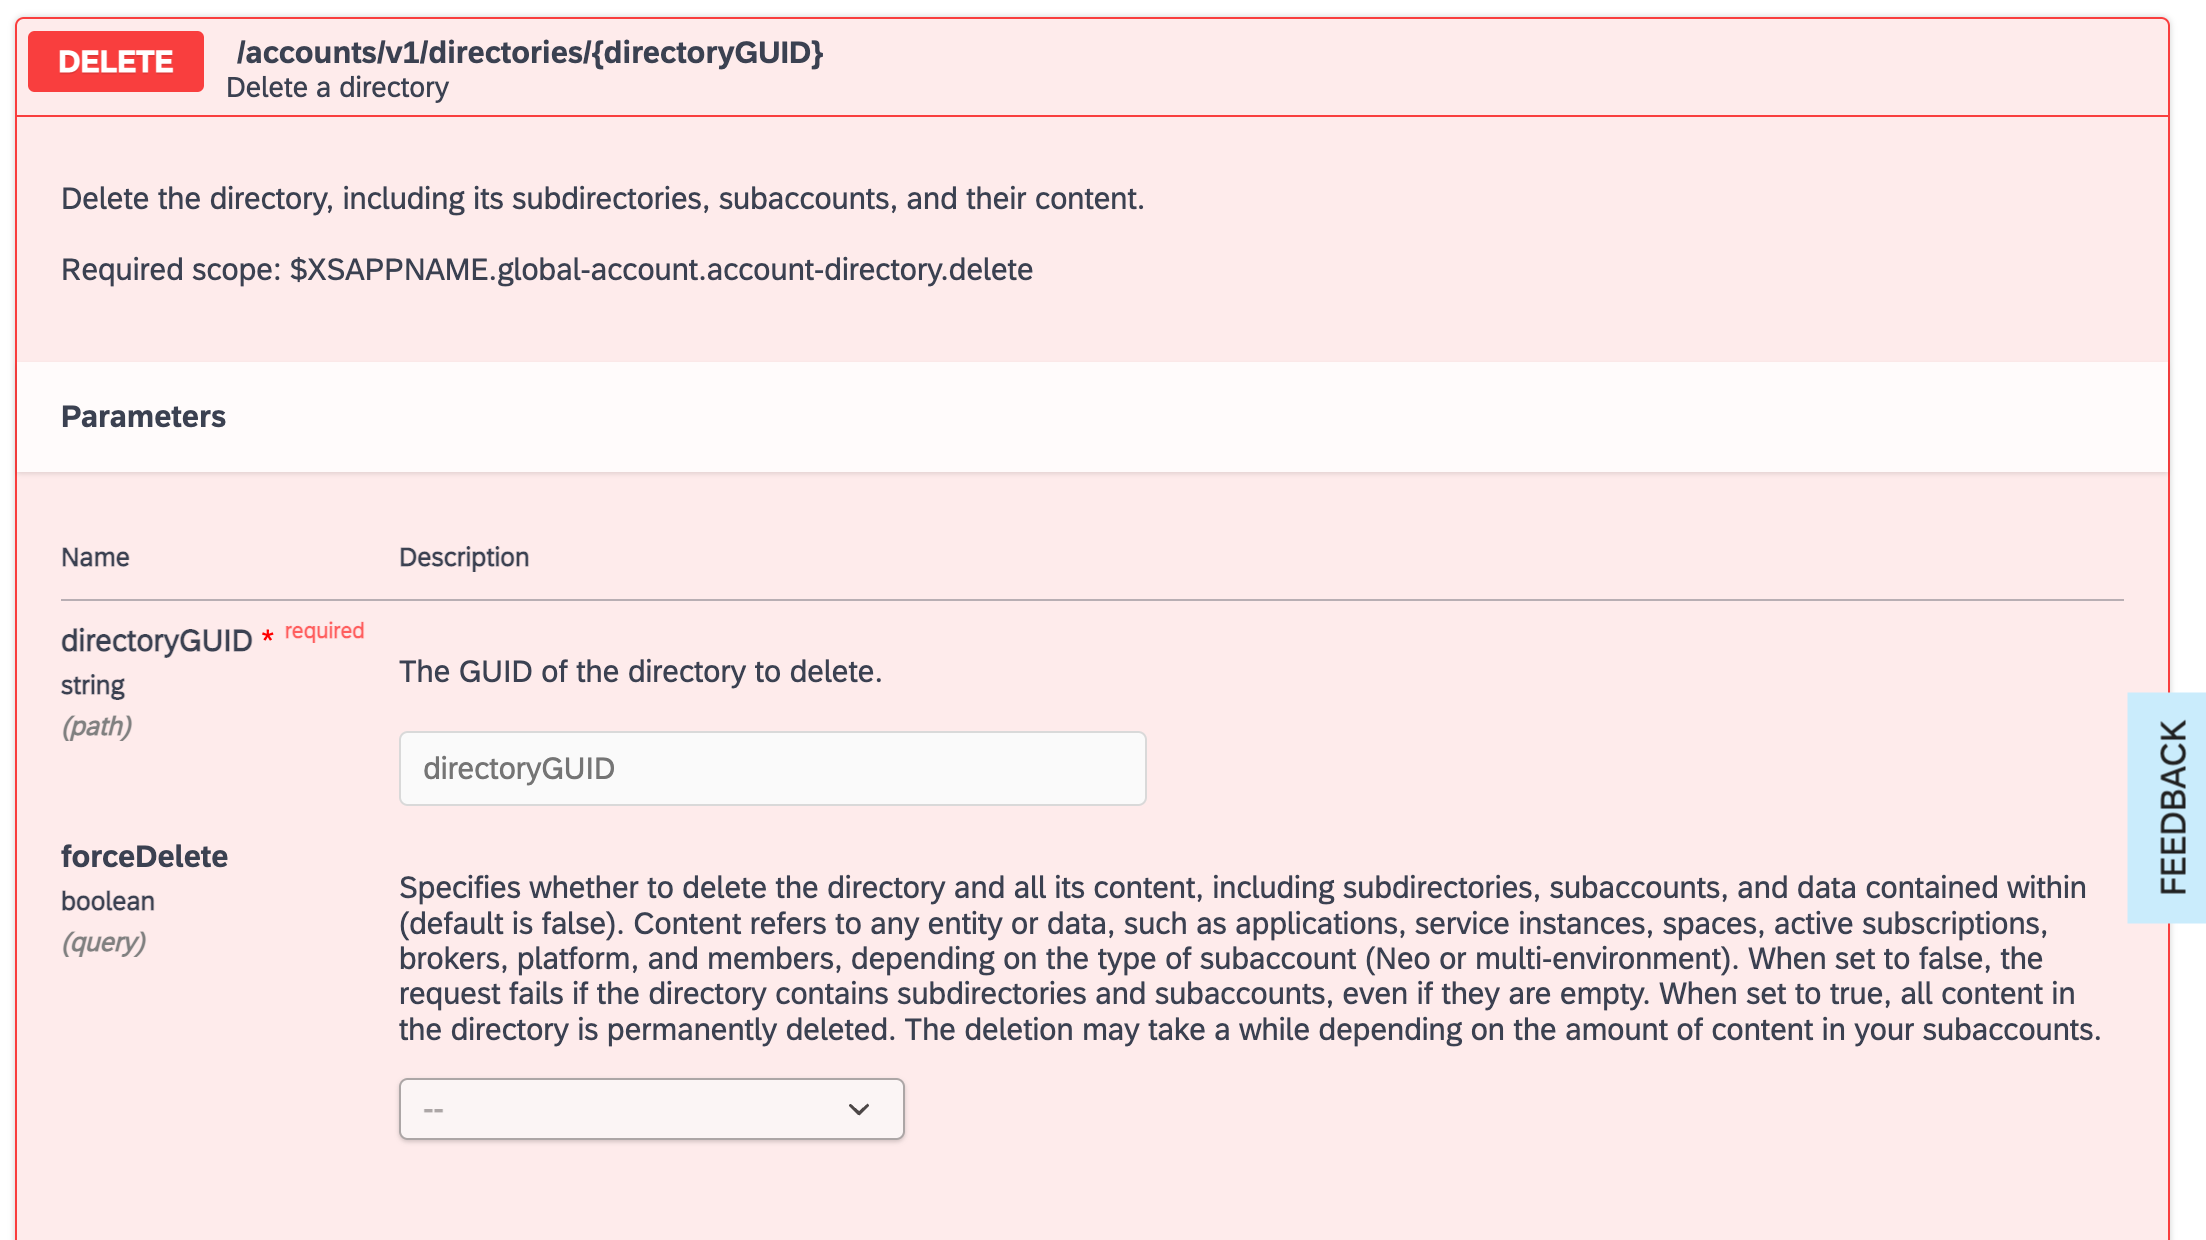 DELETE
/accounts/v1/directories/{directoryGUID}
Delete a directory
Delete the directory, including its subdirectories, subaccounts, and their content.
Required scope: $XSAPPNAME.global-account.account-directory.delete
Parameters
Name
Description
directoryGUID * required
string
(path)
The GUID of the directory to delete.
directoryGUID
forceDelete
boolean
(query)
Specifies whether to delete the directory and all its content, including subdirectories, subaccounts, and data contained within
(default is false). Content refers to any entity or data, such as applications, service instances, spaces, active subscriptions,
brokers, platform, and members, depending on the type of subaccount (Neo or multi-environment). When set to false, the
request fails if the directory contains subdirectories and subaccounts, even if they are empty. When set to true, all content in
the directory is permanently deleted. The deletion may take a while depending on the amount of content in your subaccounts.
--
FEEDBACK